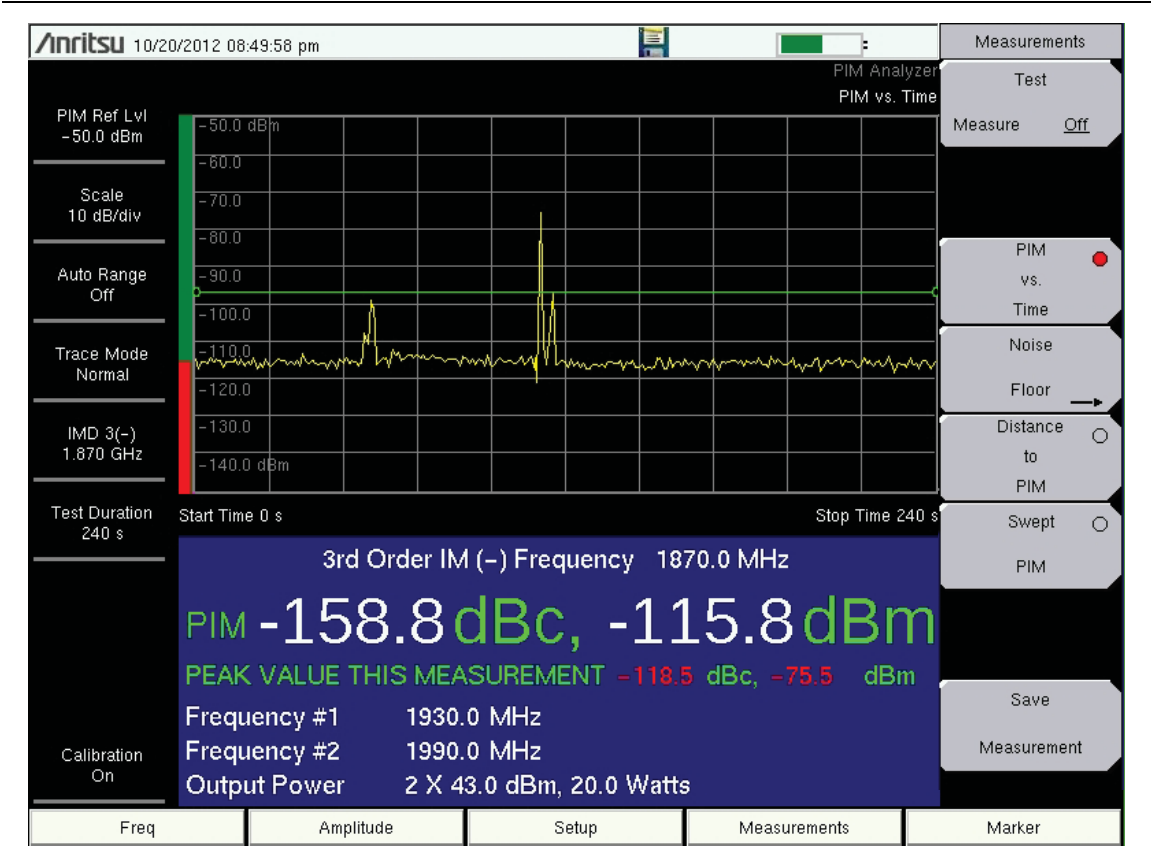 Anritsu 10/20/2012 08:49:58 pm
Measurements
PIM Analyzer
PIM vs. Time
PIM Ref Lvl
-50.0 dBm
Scale
10 dB/div
Auto Range
Off
Trace Mode
Normal
IMD 3(-)
1.870 GHz
Test Duration
240 s
Calibration
On
-50.0 dBm
-60.0
-70.0
-80.0
-90.0
-100.0
-110.0
-120.0
-130.0
-140.0 dBm
Start Time 0 s
Stop Time 240 s
3rd Order IM (-) Frequency 1870.0 MHz
PIM -158.8 dBc, -115.8 dBm
PEAK VALUE THIS MEASUREMENT -118.5 dBc, -75.5 dBm
Frequency #1 1930.0 MHz
Frequency #2 1990.0 MHz
Output Power 2 X 43.0 dBm, 20.0 Watts
Test
Measure Off
PIM
vs.
Time
Noise
Floor
Distance
to
PIM
Swept
PIM
Save
Measurement
Freq
Amplitude
Setup
Measurements
Marker